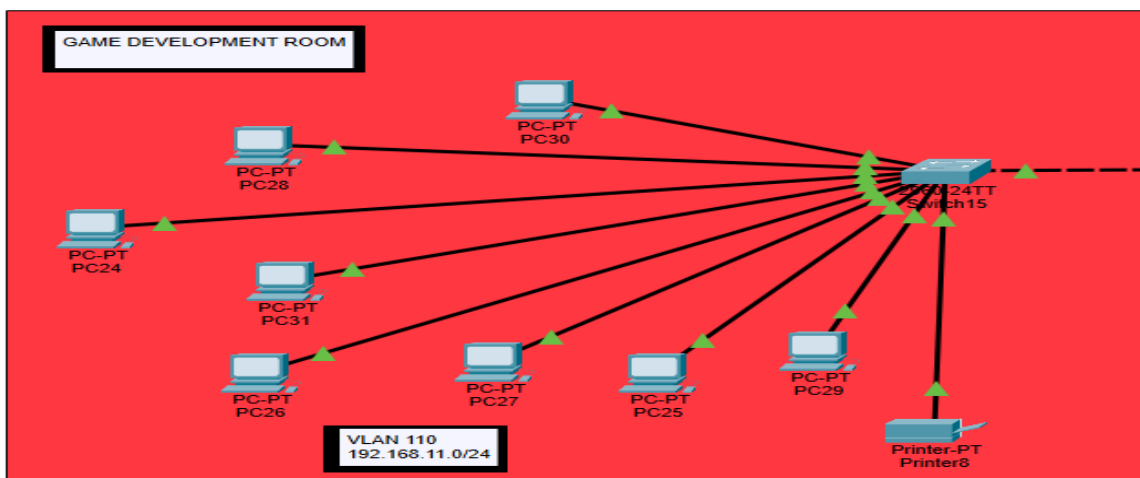 GAME DEVELOPMENT ROOM
PC-PT
PC30
PC-PT
PC28
2960-24TT
Switch15
PC-PT
PC24
PC-PT
PC31
PC-PT
PC26
PC-PT
PC27
PC-PT
PC25
PC-PT
PC29
VLAN 110
192.168.11.0/24
Printer-PT
Printer8